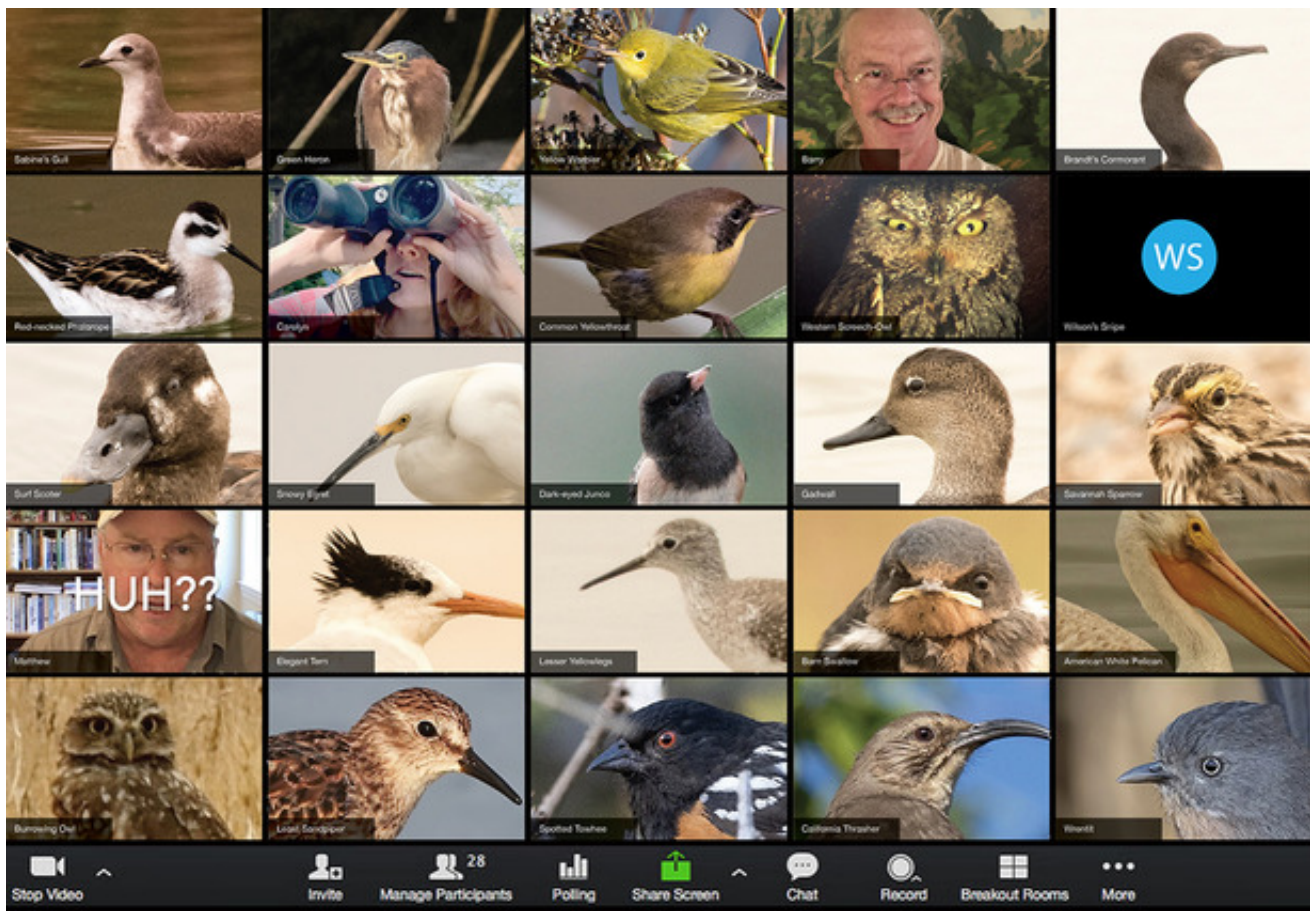 Sabine's Gull
Green Heron
Yellow Warbler
Barry
Brandt's Cormorant
Red-necked Phalarope
Carolyn
Common Yellowthroat
Western Screech-Owl
WS
Wilson's Snipe
Surf Scoter
Snowy Egret
Dark-eyed Junco
Gadwall
Savannah Sparrow
HUH??
Matthew
Elegant Tern
Lesser Yellowlegs
Barn Swallow
American White Pelican
Burrowing Owl
Least Sandpiper
Spotted Towhee
California Thrasher
Wrentit
28
Stop Video
Invite
Manage Participants
Polling
Share Screen
Chat
Record
Breakout Rooms
More